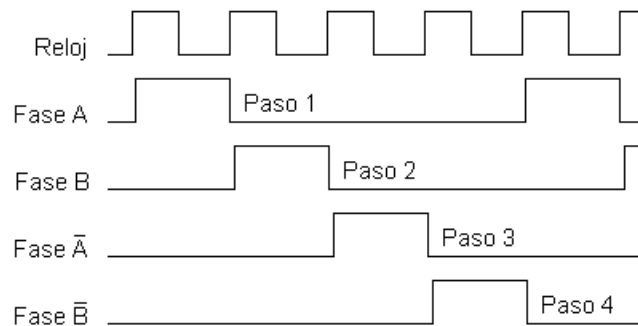 Reloj
Fase A Paso 1
Fase B Paso 2
Fase A̅ Paso 3
Fase B̅ Paso 4